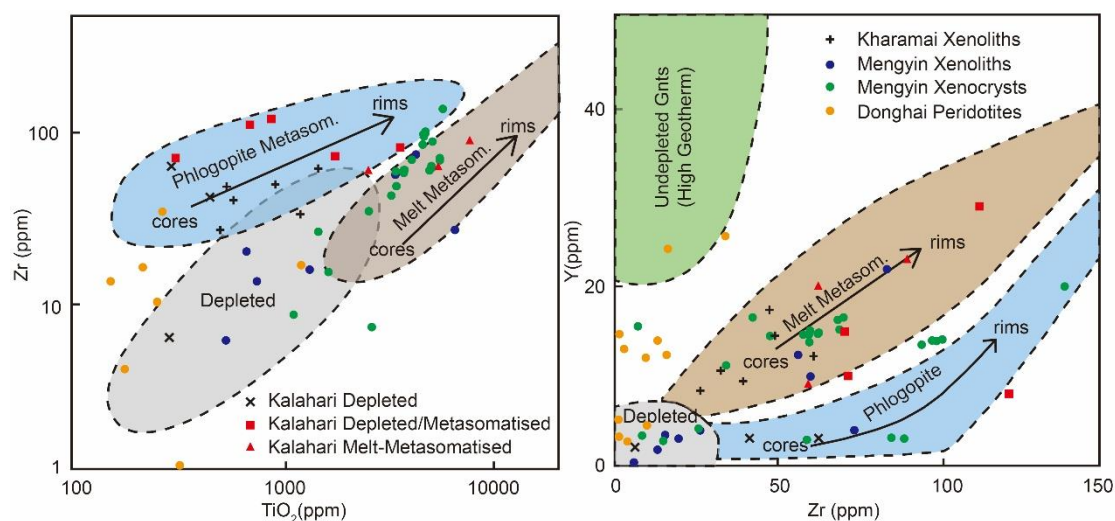 Zr (ppm)
100
10
1
100
1000
10000
TiO2(ppm)
Phlogopite Metasom.
rims
cores
rims
Melt Metasom.
cores
Depleted
Kalahari Depleted
Kalahari Depleted/Metasomatised
Kalahari Melt-Metasomatised
Y(ppm)
40
20
0
0
50
100
150
Zr (ppm)
Undepleted Gnts
(High Geotherm)
Kharamai Xenoliths
Mengyin Xenoliths
Mengyin Xenocrysts
Donghai Peridotites
Melt Metasom.
rims
cores
Depleted
rims
Phlogopite
cores